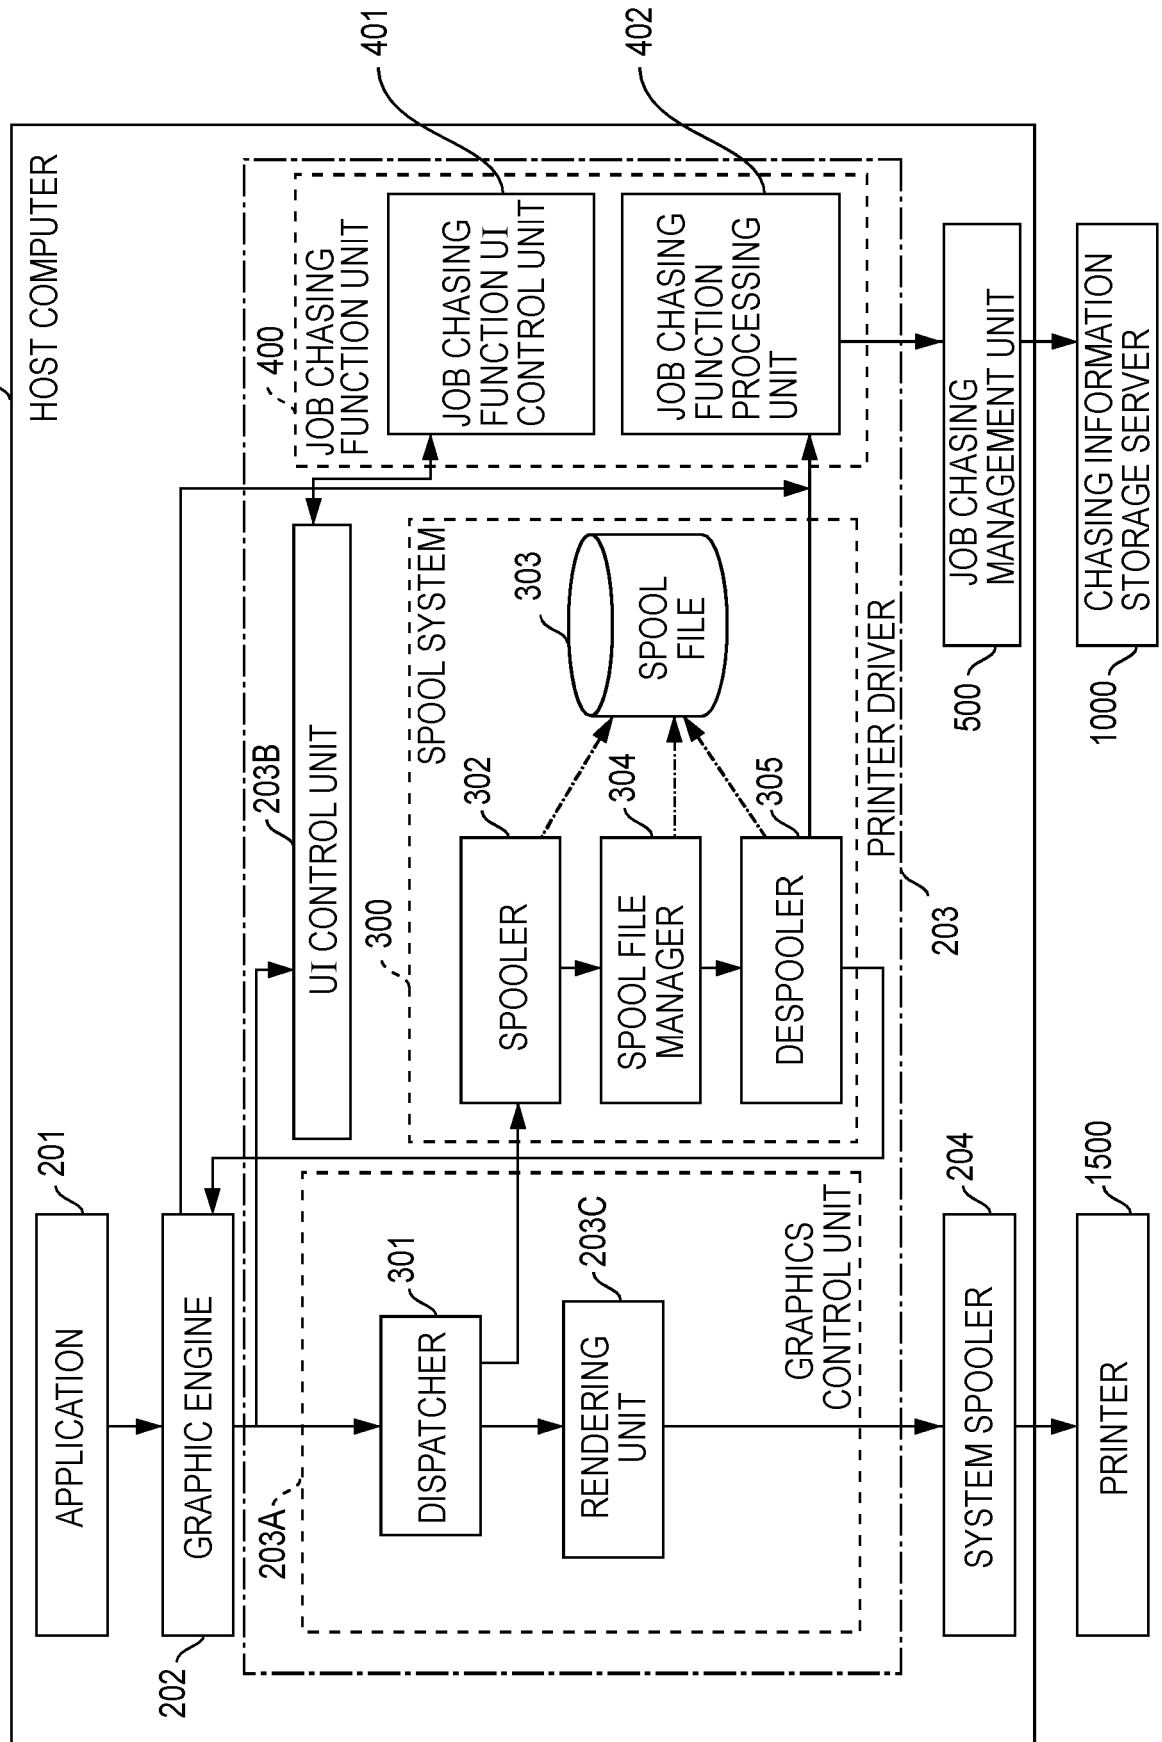 HOST COMPUTER
201
APPLICATION
202
GRAPHIC ENGINE
203A
301
DISPATCHER
203C
RENDERING
UNIT
GRAPHICS
CONTROL UNIT
203B
UI CONTROL UNIT
300
SPOOL SYSTEM
302
SPOOLER
303
SPOOL
FILE
304
SPOOL FILE
MANAGER
305
DESPOOLER
PRINTER DRIVER
203
400
JOB CHASING
FUNCTION UNIT
401
JOB CHASING
FUNCTION UI
CONTROL UNIT
402
JOB CHASING
FUNCTION
PROCESSING
UNIT
204
SYSTEM SPOOLER
500
JOB CHASING
MANAGEMENT UNIT
1500
PRINTER
1000
CHASING INFORMATION
STORAGE SERVER